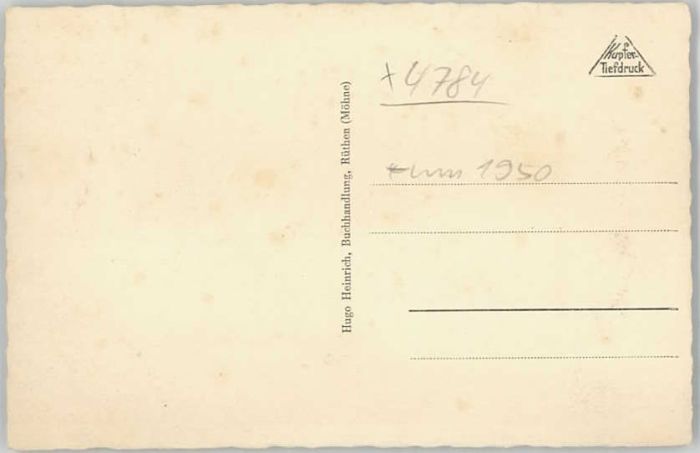 Kupfer-
Tiefdruck
+4784
um 1950
Hugo Heinrich, Buchhandlung, Rüthen (Möhne)